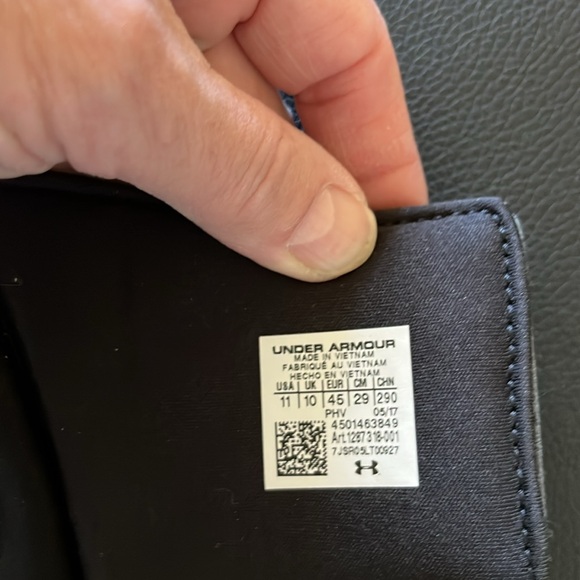 UNDER ARMOUR
MADE IN VIETNAM
FABRIQUÉ AU VIETNAM
HECHO EN VIETNAM
USA UK EUR CM CHN
11 10 45 29 290
PHV 05/17
4501463849
Art.1287318-001
7JSR05LT00927